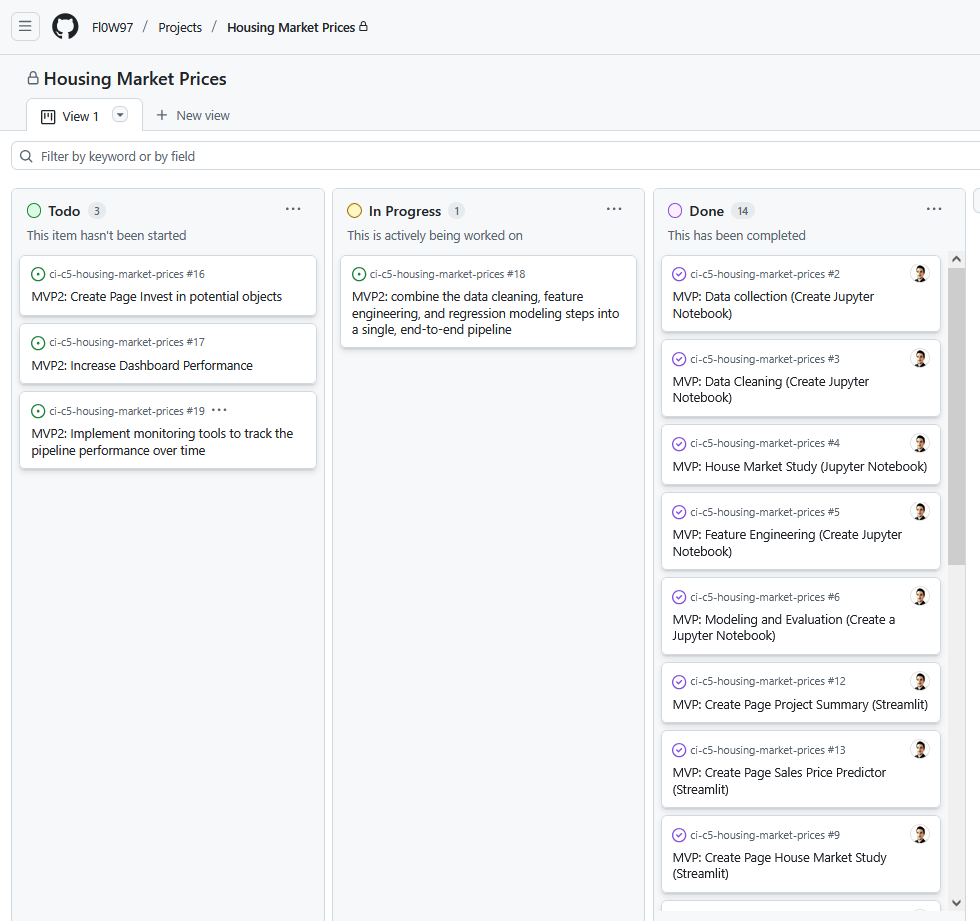 Fl0W97 / Projects / Housing Market Prices
Housing Market Prices
View 1
New view
Filter by keyword or by field
Todo 3
This item hasn't been started
ci-c5-housing-market-prices #16
MVP2: Create Page Invest in potential objects
ci-c5-housing-market-prices #17
MVP2: Increase Dashboard Performance
ci-c5-housing-market-prices #19
MVP2: Implement monitoring tools to track the
pipeline performance over time
In Progress 1
This is actively being worked on
ci-c5-housing-market-prices #18
MVP2: combine the data cleaning, feature
engineering, and regression modeling steps into
a single, end-to-end pipeline
Done 14
This has been completed
ci-c5-housing-market-prices #2
MVP: Data collection (Create Jupyter
Notebook)
ci-c5-housing-market-prices #3
MVP: Data Cleaning (Create Jupyter
Notebook)
ci-c5-housing-market-prices #4
MVP: House Market Study (Jupyter Notebook)
ci-c5-housing-market-prices #5
MVP: Feature Engineering (Create Jupyter
Notebook)
ci-c5-housing-market-prices #6
MVP: Modeling and Evaluation (Create a
Jupyter Notebook)
ci-c5-housing-market-prices #12
MVP: Create Page Project Summary (Streamlit)
ci-c5-housing-market-prices #13
MVP: Create Page Sales Price Predictor
(Streamlit)
ci-c5-housing-market-prices #9
MVP: Create Page House Market Study
(Streamlit)